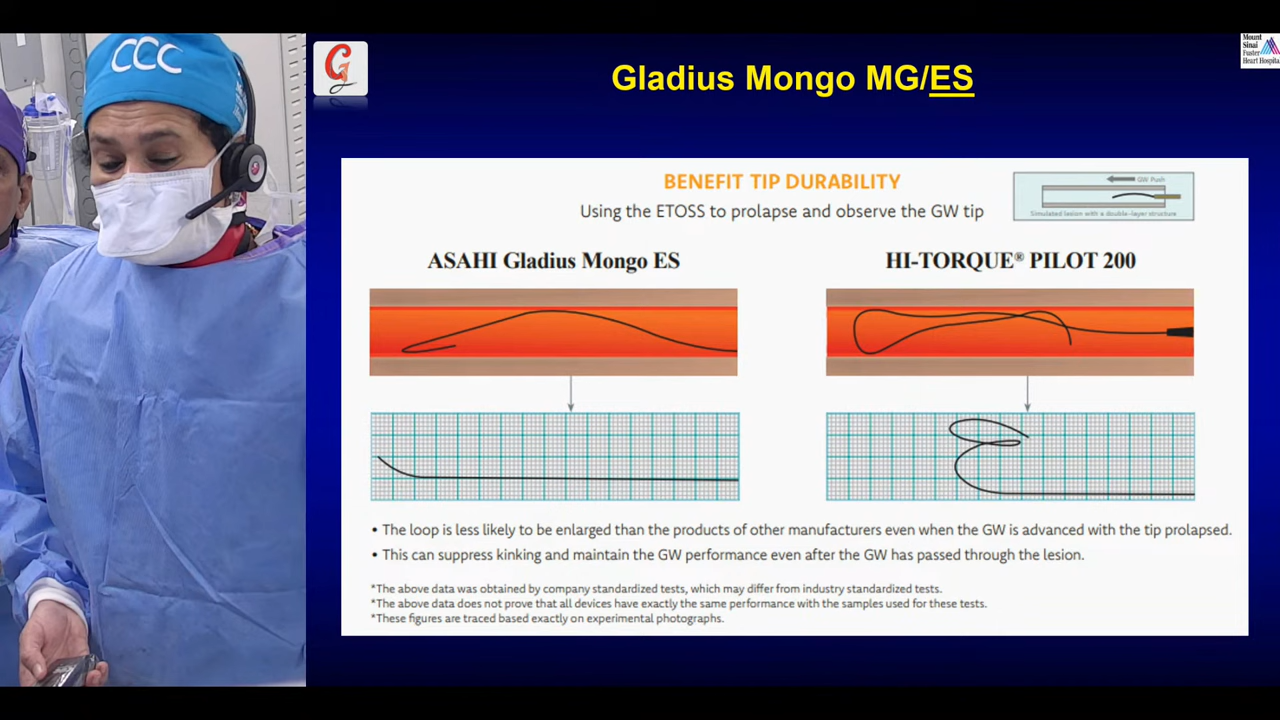 CCC
G
Gladius Mongo MG/ES
Mount
Sinai
Fuster
Heart Hospital
BENEFIT TIP DURABILITY
Using the ETOSS to prolapse and observe the GW tip
GW Push
Simulated lesion with a double-layer structure
ASAHI Gladius Mongo ES
HI-TORQUE® PILOT 200
• The loop is less likely to be enlarged than the products of other manufacturers even when the GW is advanced with the tip prolapsed.
• This can suppress kinking and maintain the GW performance even after the GW has passed through the lesion.
*The above data was obtained by company standardized tests, which may differ from industry standardized tests.
*The above data does not prove that all devices have exactly the same performance with the samples used for these tests.
*These figures are traced based exactly on experimental photographs.